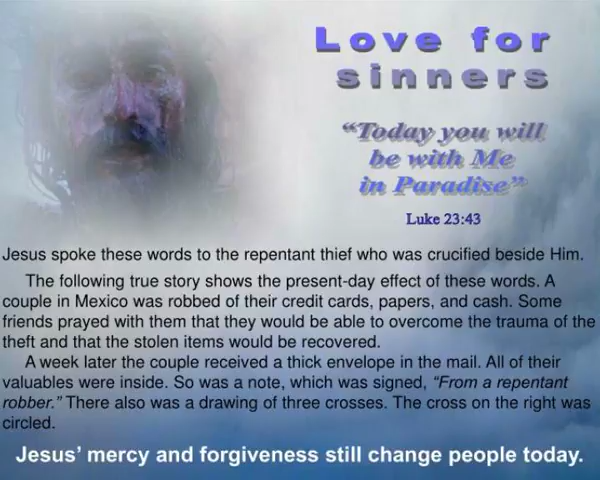 Love for
sinners
“Today you will
be with Me
in Paradise”
Luke 23:43
Jesus spoke these words to the repentant thief who was crucified beside Him.
The following true story shows the present-day effect of these words. A
couple in Mexico was robbed of their credit cards, papers, and cash. Some
friends prayed with them that they would be able to overcome the trauma of the
theft and that the stolen items would be recovered.
A week later the couple received a thick envelope in the mail. All of their
valuables were inside. So was a note, which was signed, “From a repentant
robber.” There also was a drawing of three crosses. The cross on the right was
circled.
Jesus’ mercy and forgiveness still change people today.